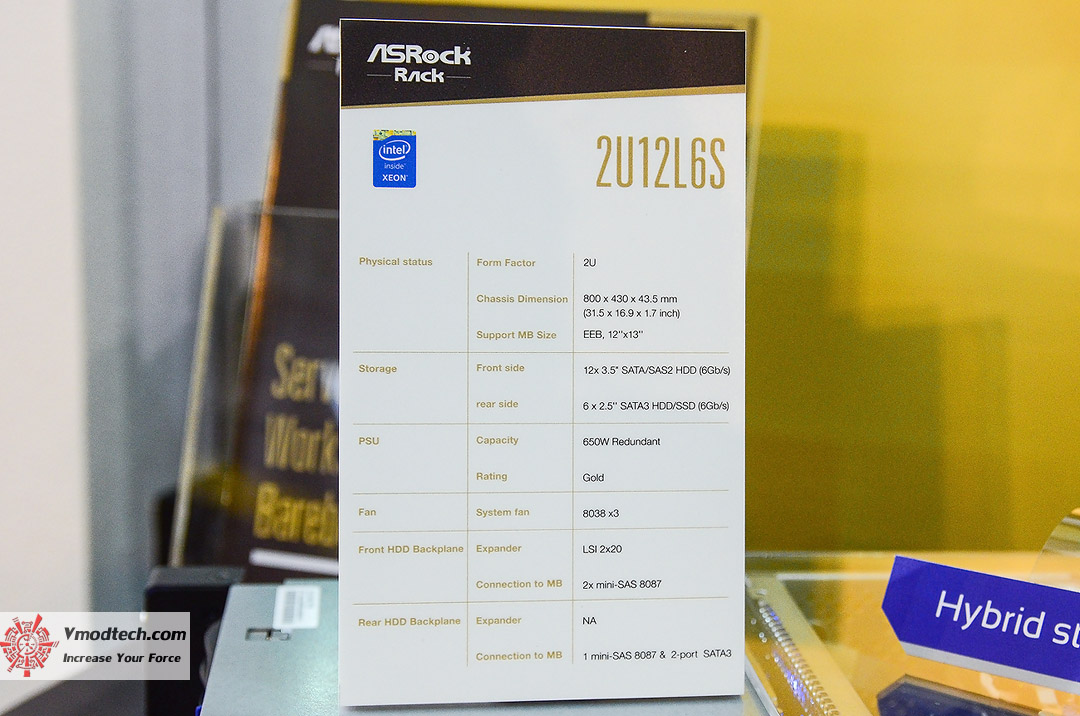 ASRock
Rack
intel
inside
XEON
2U12L6S
Physical status
Form Factor
2U
Chassis Dimension
800 x 430 x 43.5 mm
(31.5 x 16.9 x 1.7 inch)
Support MB Size
EEB, 12''x13''
Storage
Front side
12x 3.5" SATA/SAS2 HDD (6Gb/s)
rear side
6 x 2.5'' SATA3 HDD/SSD (6Gb/s)
PSU
Capacity
650W Redundant
Rating
Gold
Fan
System fan
8038 x3
Front HDD Backplane
Expander
LSI 2x20
Connection to MB
2x mini-SAS 8087
Rear HDD Backplane
Expander
NA
Connection to MB
1 mini-SAS 8087 & 2-port SATA3
Hybrid
Vmodtech.com
Increase Your Force